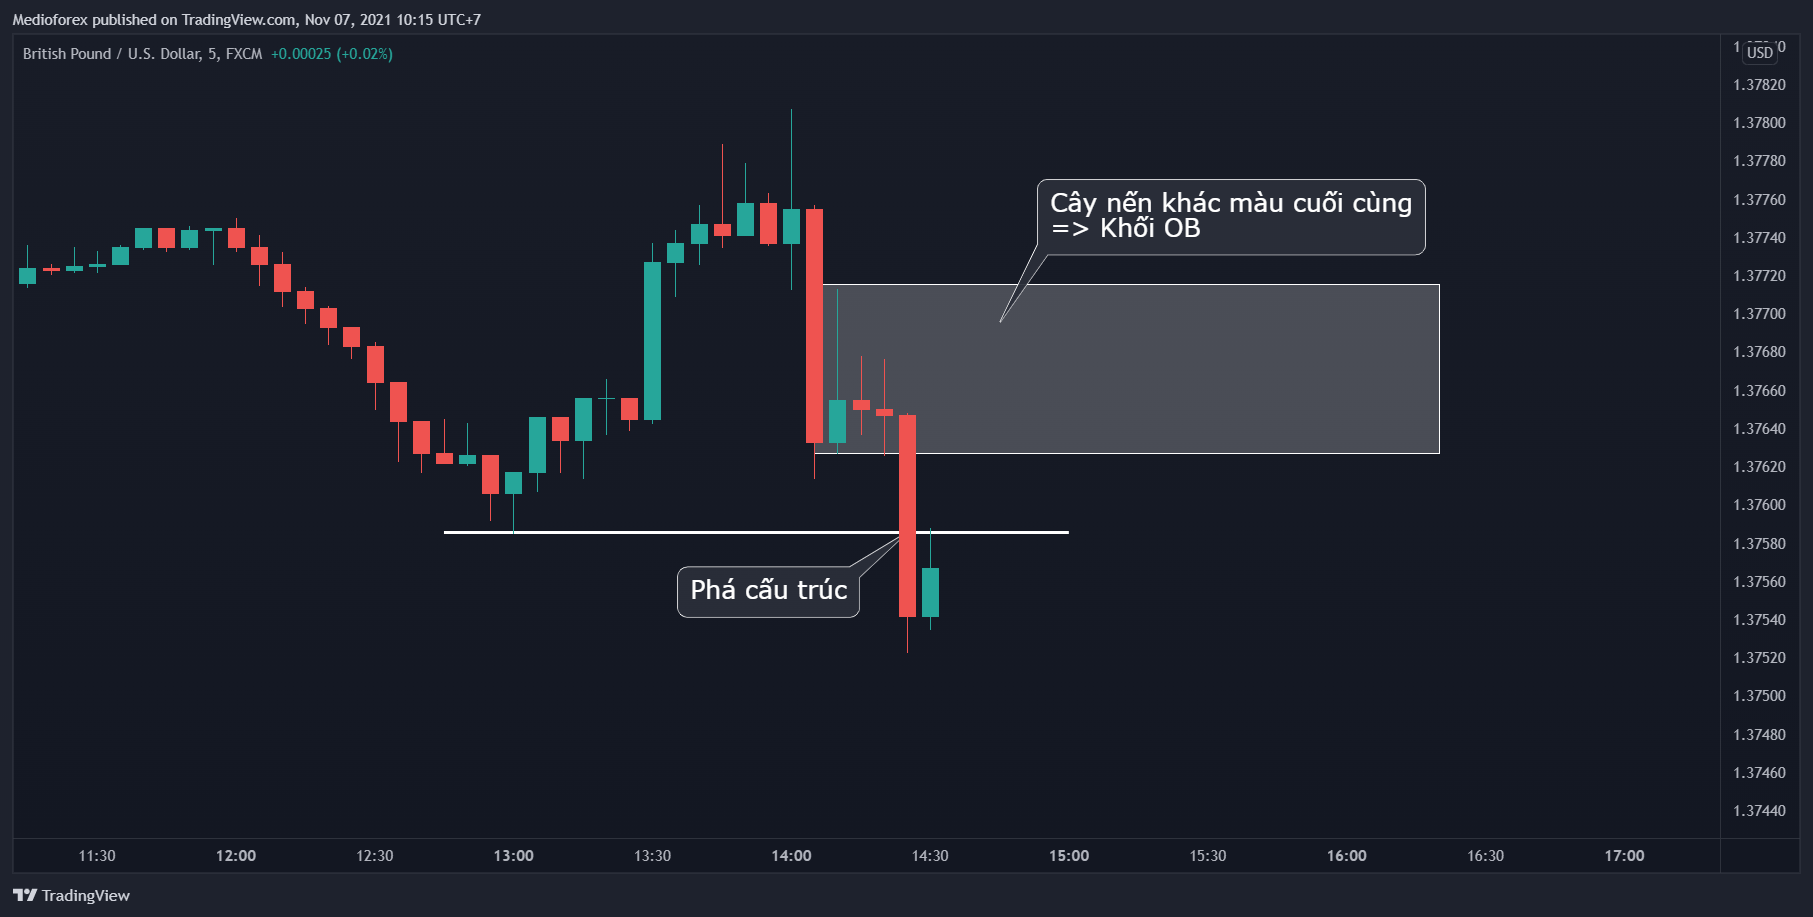 Medioforex published on TradingView.com, Nov 07, 2021 10:15 UTC+7
British Pound / U.S. Dollar, 5, FXCM +0.00025 (+0.02%)
USD
1.37820
1.37800
1.37780
1.37760
Cây nến khác màu cuối cùng
=> Khối OB
1.37740
1.37720
1.37700
1.37680
1.37660
1.37640
1.37620
1.37600
1.37580
Phá cấu trúc
1.37560
1.37540
1.37520
1.37500
1.37480
1.37460
1.37440
11:30 12:00 12:30 13:00 13:30 14:00 14:30 15:00 15:30 16:00 16:30 17:00
TradingView